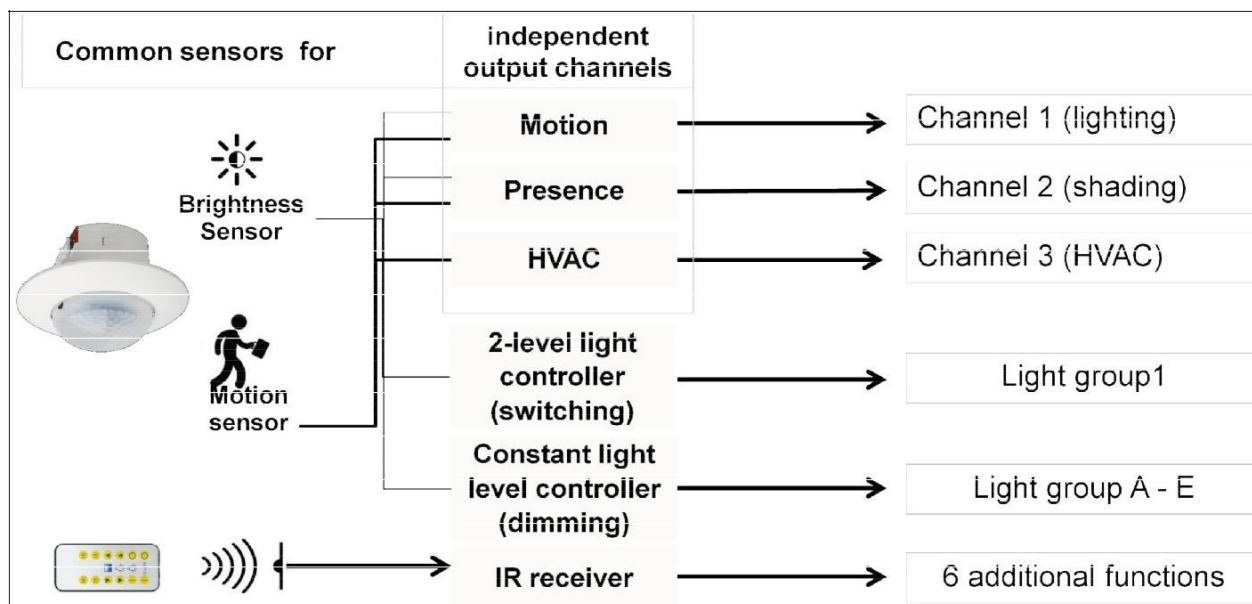 Common sensors for
independent
output channels
Motion
Channel 1 (lighting)
Brightness
Sensor
Presence
Channel 2 (shading)
HVAC
Channel 3 (HVAC)
Motion
sensor
2-level light
controller
(switching)
Light group1
Constant light
level controller
(dimming)
Light group A - E
IR receiver
6 additional functions